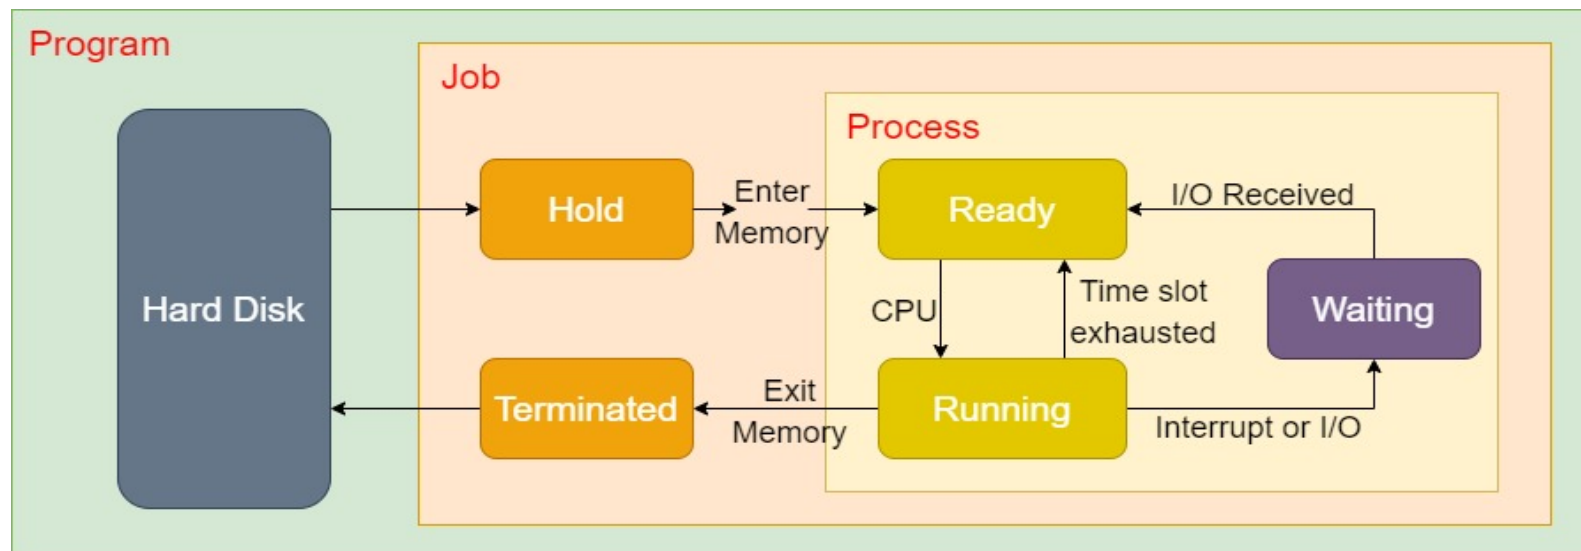 Program
Job
Process
Hold
Enter
Memory
Ready
I/O Received
Hard Disk
CPU
Time slot
exhausted
Waiting
Terminated
Exit
Memory
Running
Interrupt or I/O